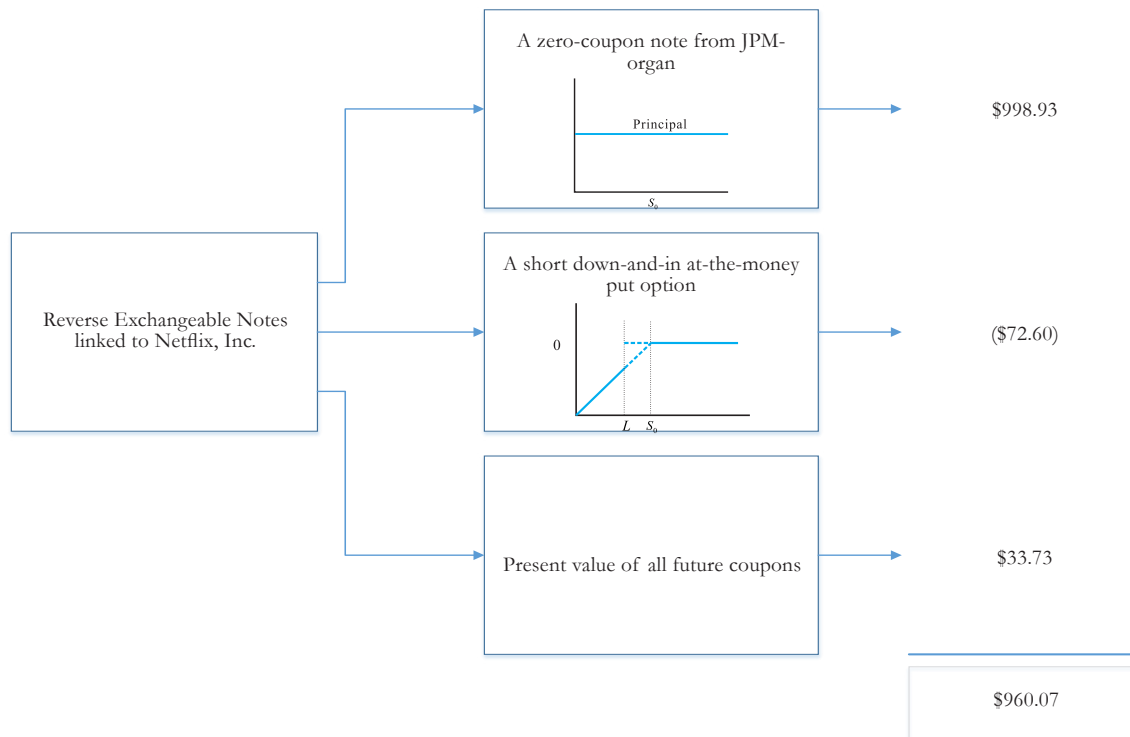 A zero-coupon note from JPM-
organ
Principal
S₀
$998.93
Reverse Exchangeable Notes
linked to Netflix, Inc.
A short down-and-in at-the-money
put option
0
L S₀
($72.60)
Present value of all future coupons
$33.73
$960.07